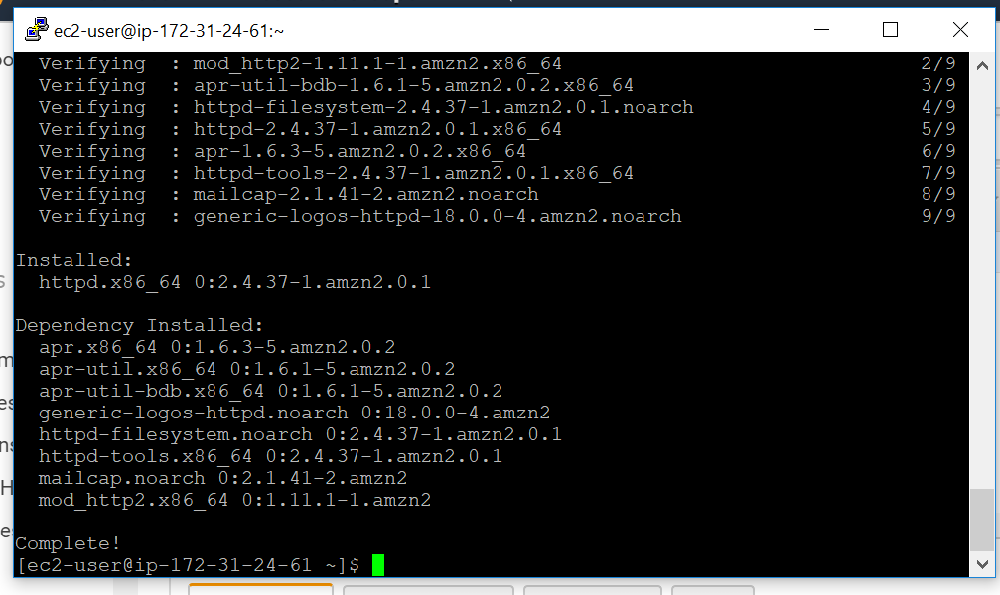 ec2-user@ip-172-31-24-61:~
Verifying : mod_http2-1.11.1-1.amzn2.x86_64 2/9
Verifying : apr-util-bdb-1.6.1-5.amzn2.0.2.x86_64 3/9
Verifying : httpd-filesystem-2.4.37-1.amzn2.0.1.noarch 4/9
Verifying : httpd-2.4.37-1.amzn2.0.1.x86_64 5/9
Verifying : apr-1.6.3-5.amzn2.0.2.x86_64 6/9
Verifying : httpd-tools-2.4.37-1.amzn2.0.1.x86_64 7/9
Verifying : mailcap-2.1.41-2.amzn2.noarch 8/9
Verifying : generic-logos-httpd-18.0.0-4.amzn2.noarch 9/9
Installed:
httpd.x86_64 0:2.4.37-1.amzn2.0.1
Dependency Installed:
apr.x86_64 0:1.6.3-5.amzn2.0.2
apr-util.x86_64 0:1.6.1-5.amzn2.0.2
apr-util-bdb.x86_64 0:1.6.1-5.amzn2.0.2
generic-logos-httpd.noarch 0:18.0.0-4.amzn2
httpd-filesystem.noarch 0:2.4.37-1.amzn2.0.1
httpd-tools.x86_64 0:2.4.37-1.amzn2.0.1
mailcap.noarch 0:2.1.41-2.amzn2
mod_http2.x86_64 0:1.11.1-1.amzn2
Complete!
[ec2-user@ip-172-31-24-61 ~]$